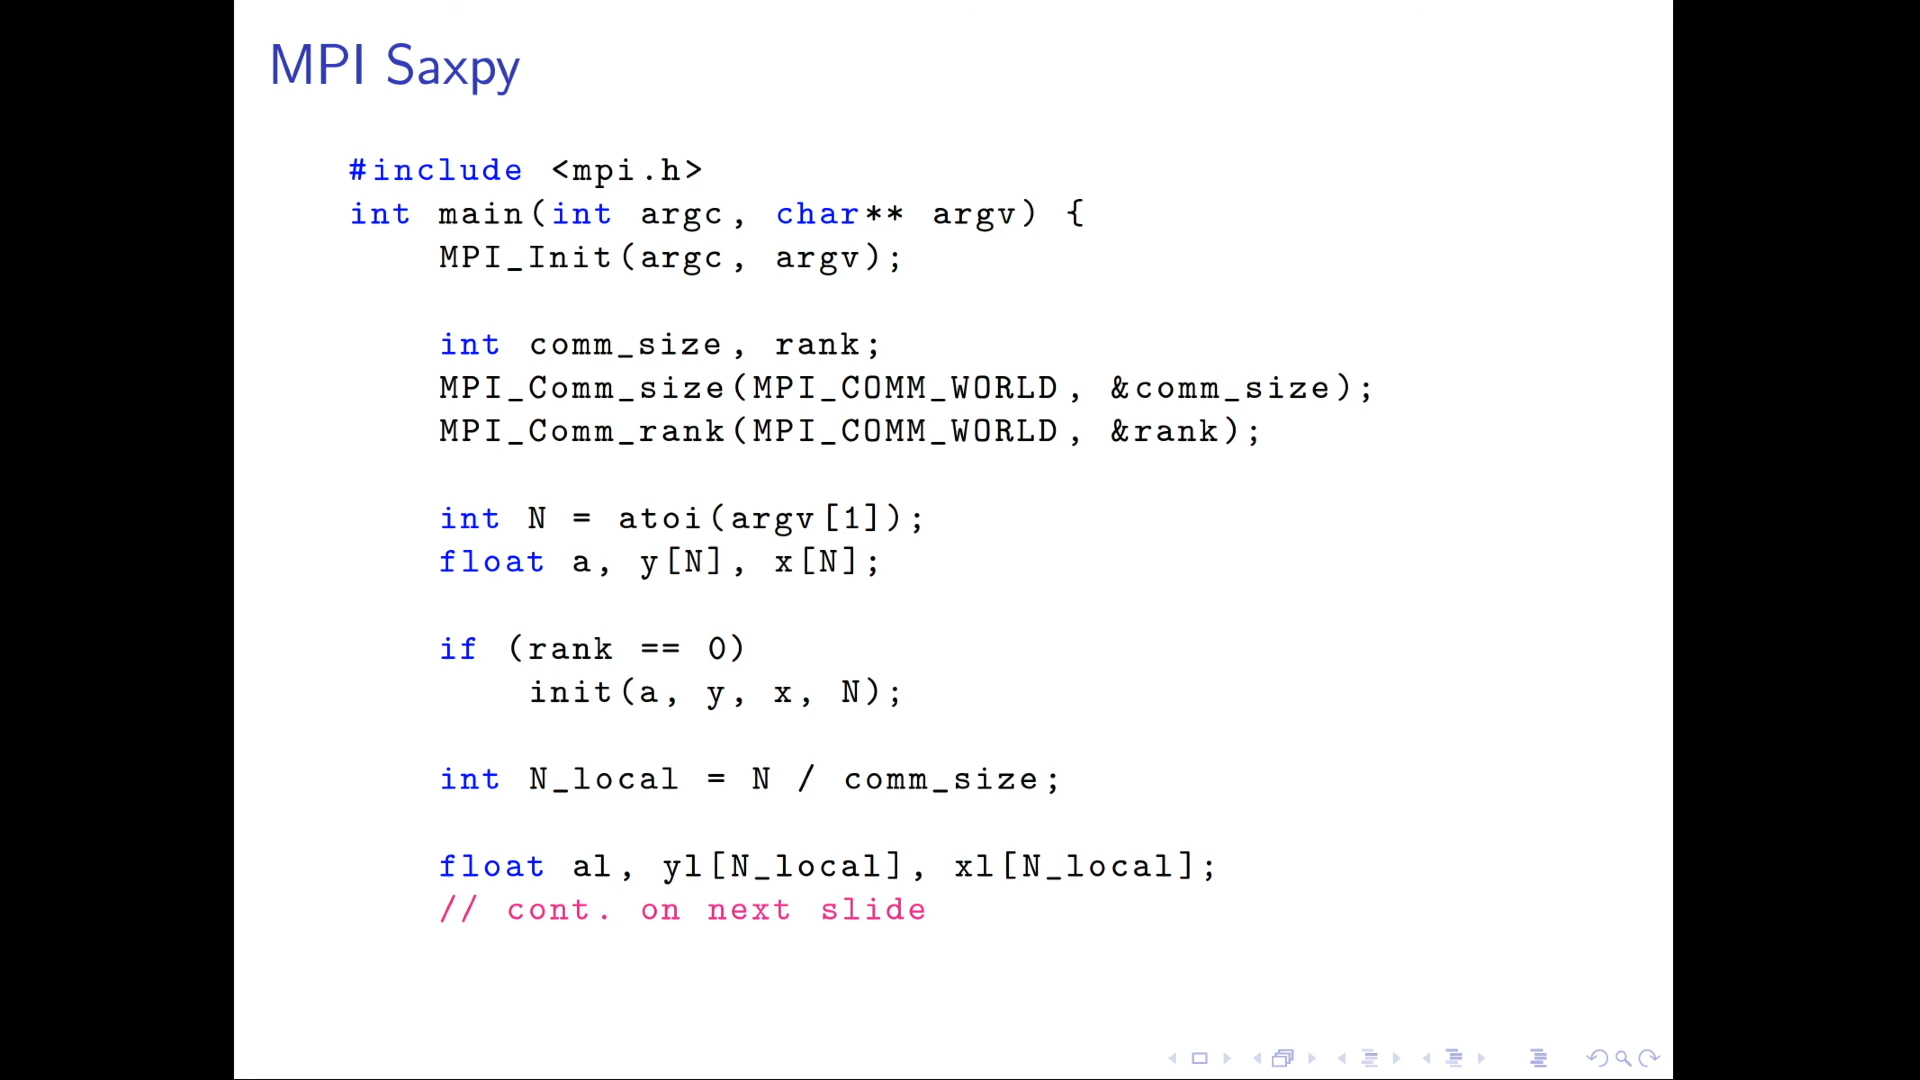 MPI Saxpy
#include <mpi.h>
int main(int argc, char** argv) {
MPI_Init(argc, argv);
int comm_size, rank;
MPI_Comm_size(MPI_COMM_WORLD, &comm_size);
MPI_Comm_rank(MPI_COMM_WORLD, &rank);
int N = atoi(argv[1]);
float a, y[N], x[N];
if (rank == 0)
init(a, y, x, N);
int N_local = N / comm_size;
float al, yl[N_local], xl[N_local];
// cont. on next slide